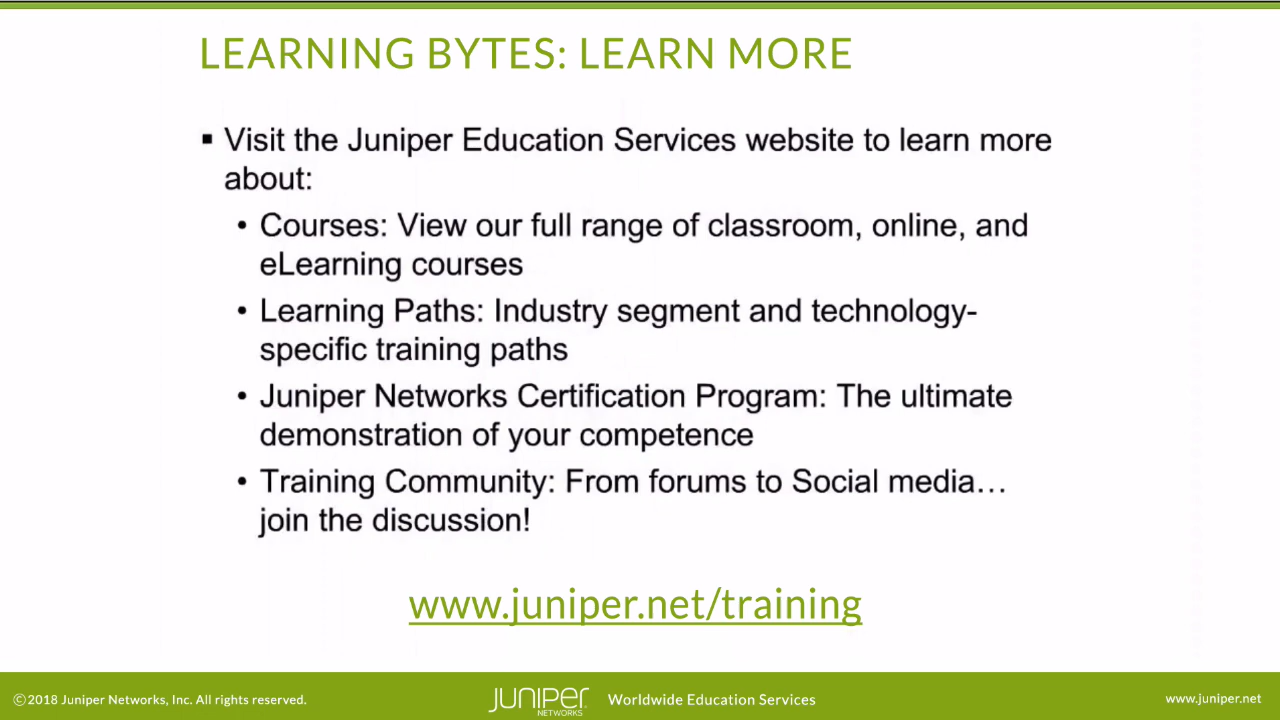 LEARNING BYTES: LEARN MORE
▪ Visit the Juniper Education Services website to learn more
about:
• Courses: View our full range of classroom, online, and
eLearning courses
• Learning Paths: Industry segment and technology-
specific training paths
• Juniper Networks Certification Program: The ultimate
demonstration of your competence
• Training Community: From forums to Social media…
join the discussion!
www.juniper.net/training
©2018 Juniper Networks, Inc. All rights reserved.
JUNIPER NETWORKS
Worldwide Education Services
www.juniper.net